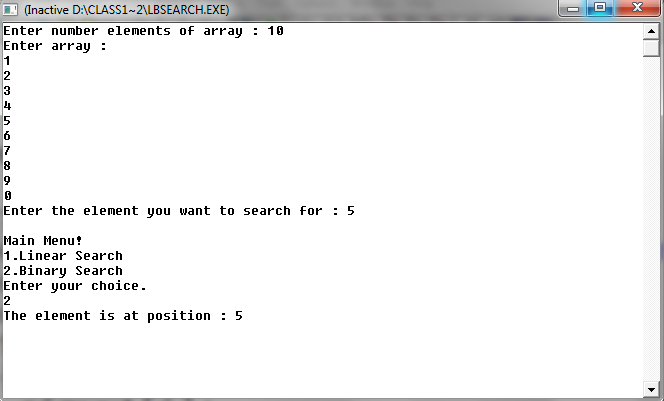 (Inactive D:\CLASS1~2\LBSEARCH.EXE)
Enter number elements of array : 10
Enter array :
1
2
3
4
5
6
7
8
9
0
Enter the element you want to search for : 5
Main Menu!
1.Linear Search
2.Binary Search
Enter your choice.
2
The element is at position : 5